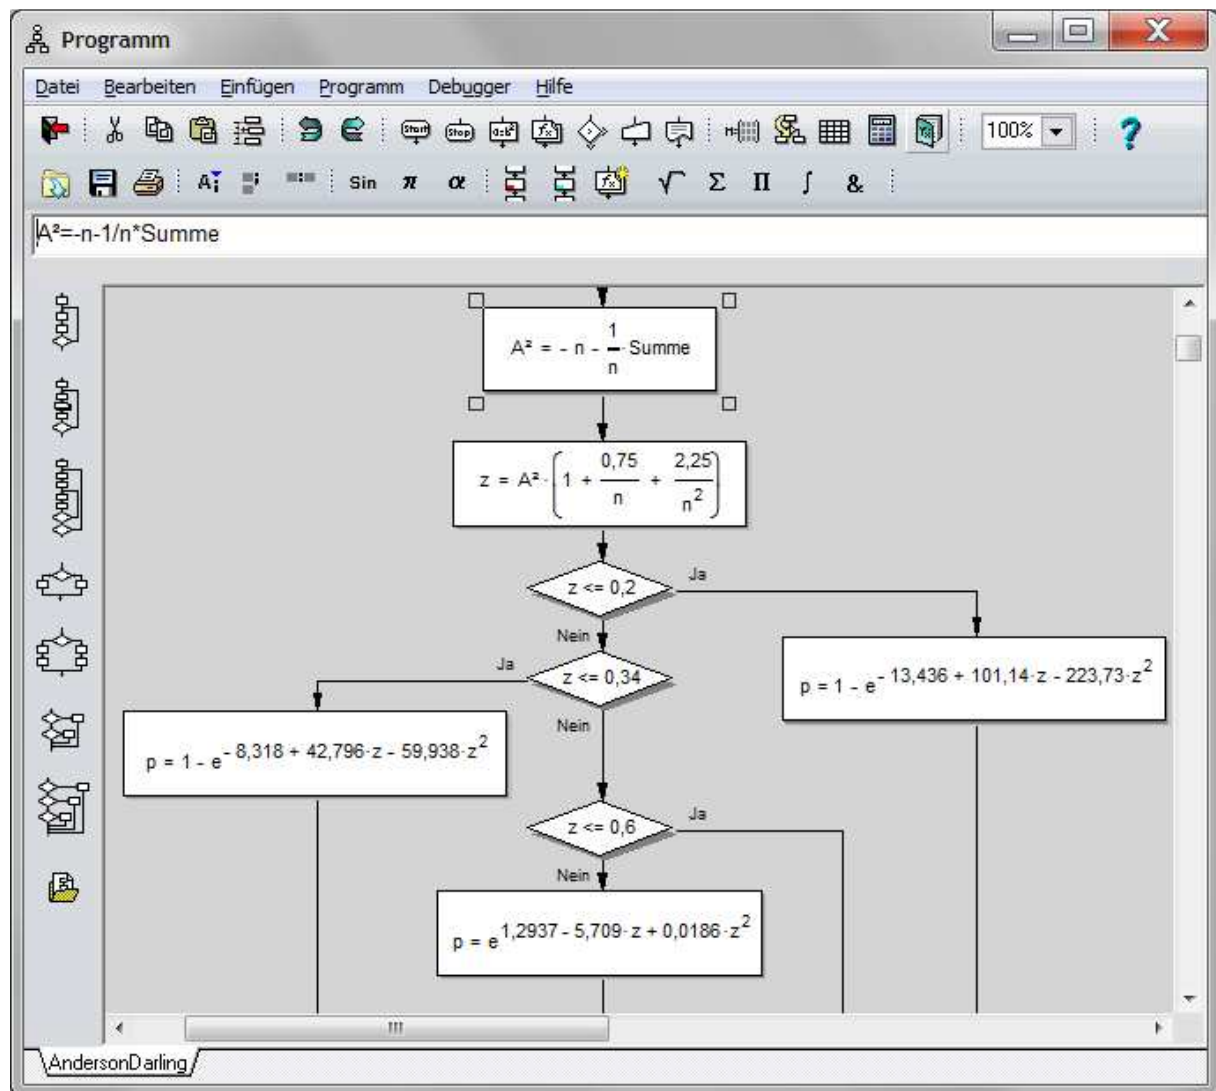 Programm
Datei Bearbeiten Einfügen Programm Debugger Hilfe
Start Stop 100% ?
Sin π α √ Σ Π ∫ &
A²=-n-1/n*Summe
A² = - n - 1/n · Summe
z = A² · (1 + 0,75/n + 2,25/n²)
z <= 0,2
Ja
Nein
z <= 0,34
Ja
Nein
p = 1 - e^- 13,436 + 101,14·z - 223,73·z²
p = 1 - e^- 8,318 + 42,796·z - 59,938·z²
z <= 0,6
Ja
Nein
p = e^1,2937 - 5,709·z + 0,0186·z²
AndersonDarling